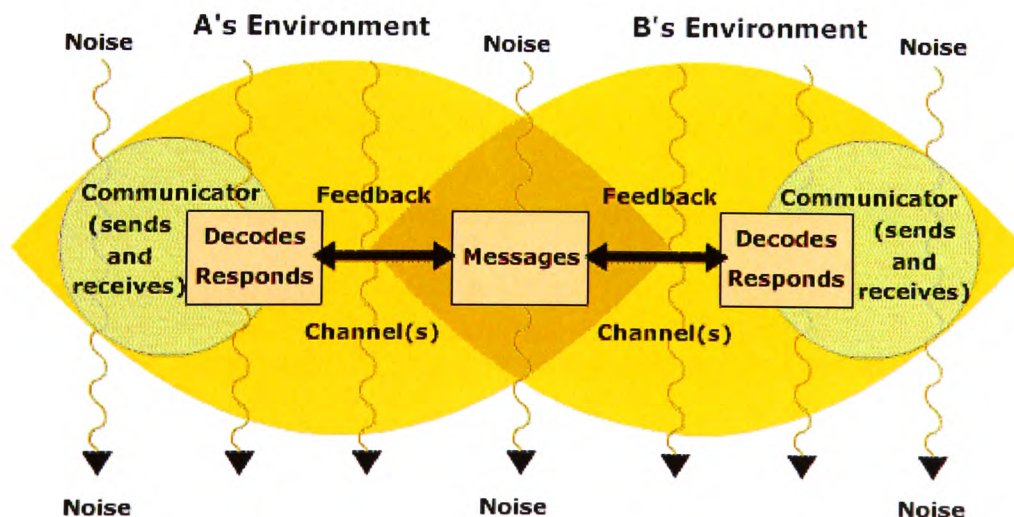 A's Environment
B's Environment
Noise
Noise
Noise
Communicator
(sends
and
receives)
Decodes
Responds
Feedback
Channel(s)
Messages
Feedback
Channel(s)
Decodes
Responds
Communicator
(sends
and
receives)
Noise
Noise
Noise